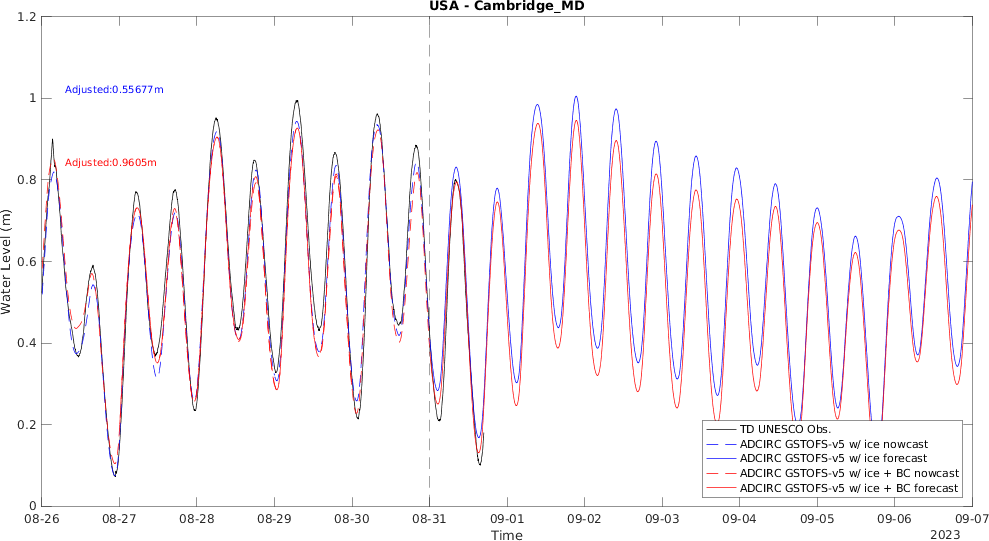 USA - Cambridge_MD
1.2
1
0.8
0.6
0.4
0.2
0
Water Level (m)
Adjusted:0.55677m
Adjusted:0.9605m
TD UNESCO Obs.
ADCIRC GSTOFS-v5 w/ ice nowcast
ADCIRC GSTOFS-v5 w/ ice forecast
ADCIRC GSTOFS-v5 w/ ice + BC nowcast
ADCIRC GSTOFS-v5 w/ ice + BC forecast
08-26 08-27 08-28 08-29 08-30 08-31 09-01 09-02 09-03 09-04 09-05 09-06 09-07
Time
2023